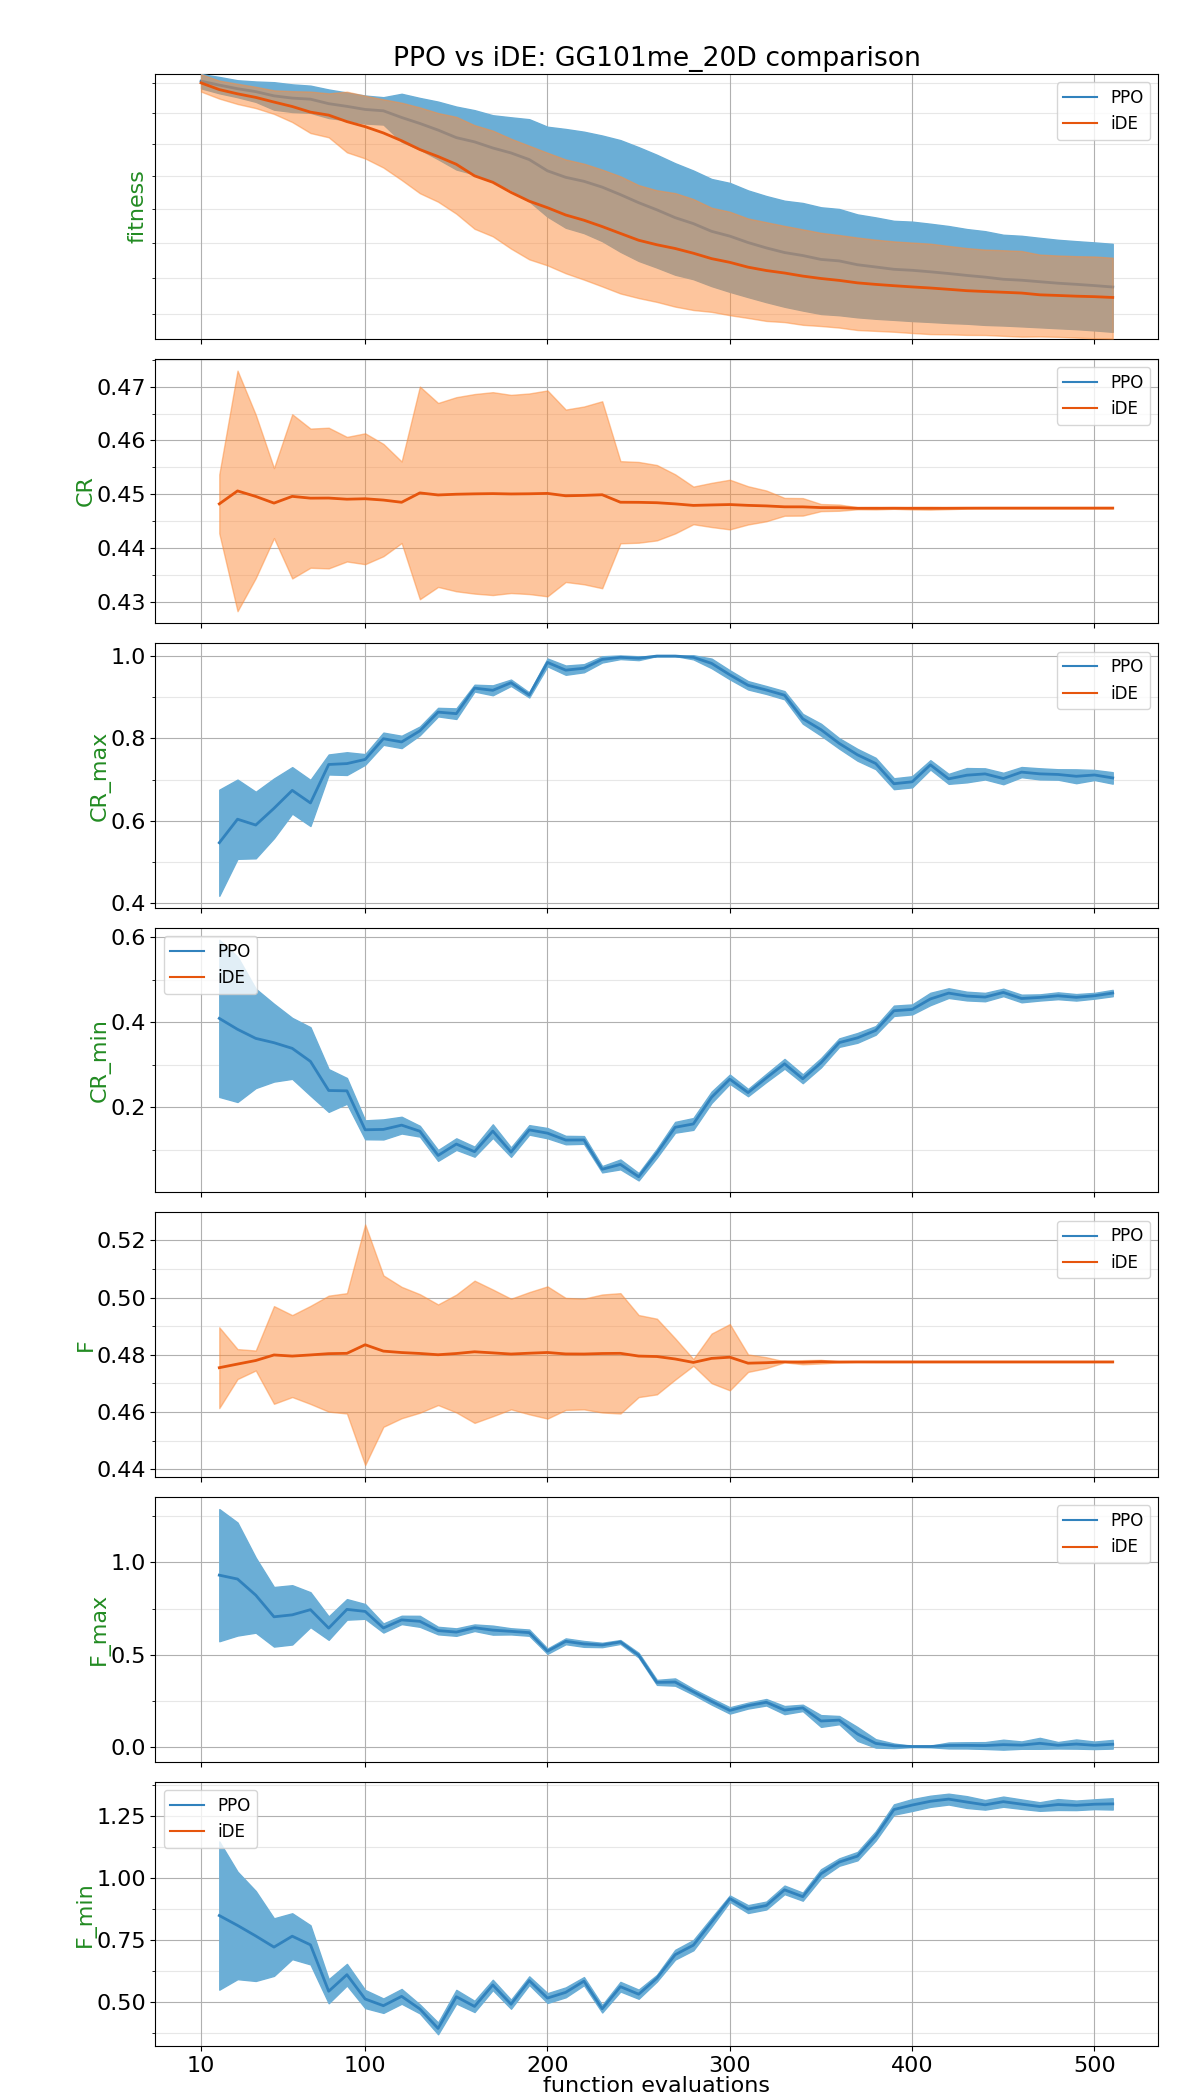 PPO vs iDE: GG101me_20D comparison
fitness
PPO
iDE
CR
0.47
0.46
0.45
0.44
0.43
PPO
iDE
CR_max
1.0
0.8
0.6
0.4
PPO
iDE
CR_min
0.6
0.4
0.2
PPO
iDE
F
0.52
0.50
0.48
0.46
0.44
PPO
iDE
F_max
1.0
0.5
0.0
PPO
iDE
F_min
1.25
1.00
0.75
0.50
PPO
iDE
10 100 200 300 400 500
function evaluations